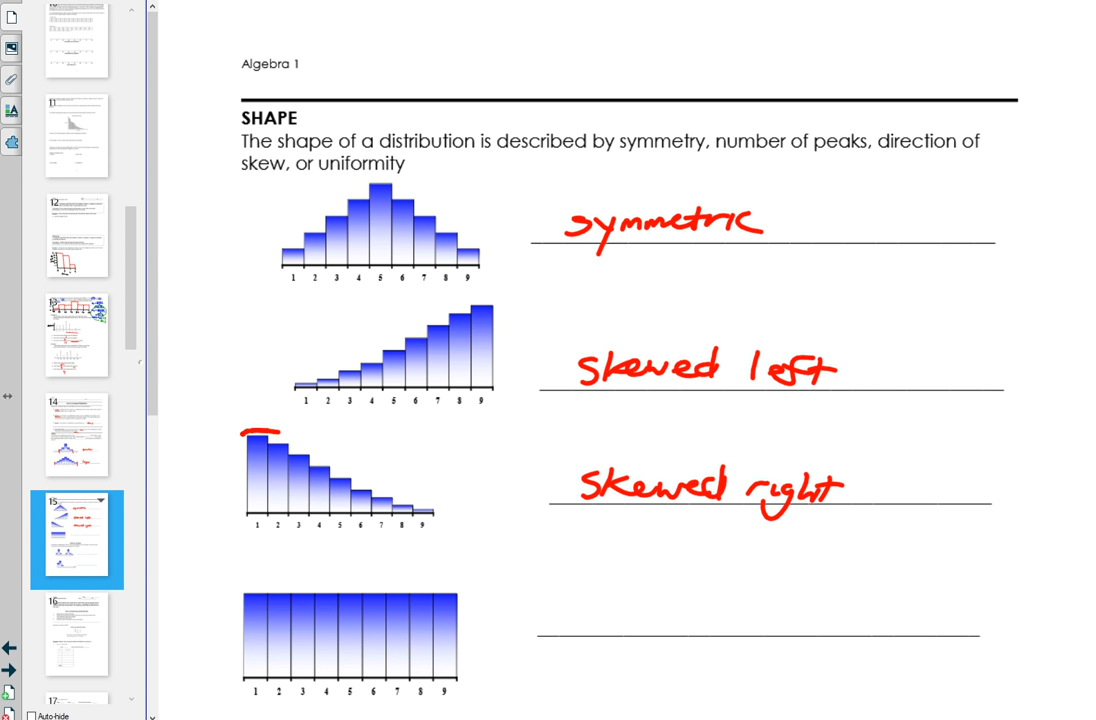 Algebra 1
SHAPE
The shape of a distribution is described by symmetry, number of peaks, direction of
skew, or uniformity
symmetric
1 2 3 4 5 6 7 8 9
skewed left
1 2 3 4 5 6 7 8 9
skewed right
1 2 3 4 5 6 7 8 9
1 2 3 4 5 6 7 8 9
11
12
13
14
15
16
17
Auto-hide